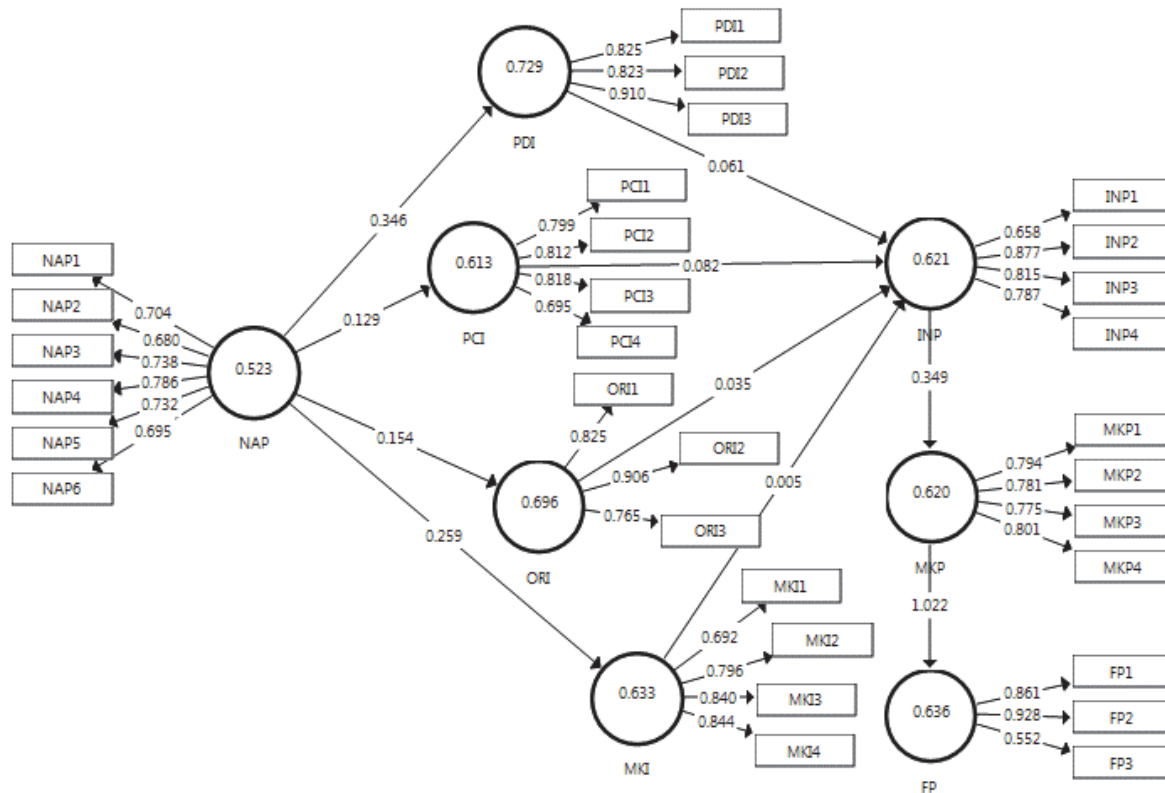 PDI1
0.825
0.729
0.823
PDI2
0.910
PDI3
PDI
0.061
PCI1
0.346
0.799
PCI2
0.812
0.613
0.082
0.818
PCI3
0.695
PCI4
PCI
0.129
INP1
0.658
INP2
0.877
0.621
0.815
INP3
0.787
INP4
INP
NAP1
0.704
NAP2
0.680
NAP3
0.738
0.523
NAP4
0.786
0.732
NAP5
0.695
NAP6
NAP
0.035
0.349
ORI1
0.154
0.825
ORI2
0.906
0.696
0.765
ORI3
ORI
0.005
0.259
MKP1
0.794
MKP2
0.781
0.620
0.775
MKP3
0.801
MKP4
MKP
MKI1
0.692
MKI2
0.796
0.633
0.840
MKI3
0.844
MKI4
MKI
1.022
FP1
0.861
0.636
0.928
FP2
0.552
FP3
FP